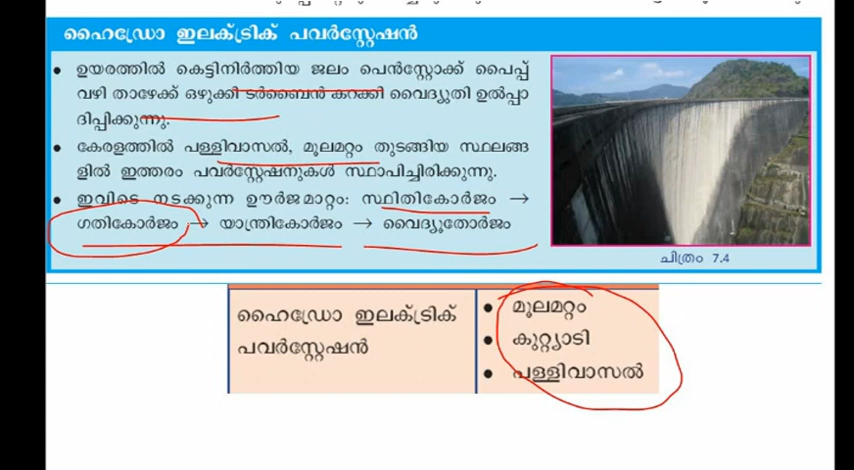 ഹൈഡ്രോ ഇലക്ട്രിക് പവർസ്റ്റേഷൻ
• ഉയരത്തിൽ കെട്ടിനിർത്തിയ ജലം പെൻസ്റ്റോക്ക് പൈപ്പ്
വഴി താഴേക്ക് ഒഴുക്കി ടർബൈൻ കറക്കി വൈദ്യുതി ഉൽപ്പാ
ദിപ്പിക്കുന്നു.
• കേരളത്തിൽ പള്ളിവാസൽ, മൂലമറ്റം തുടങ്ങിയ സ്ഥലങ്ങ
ളിൽ ഇത്തരം പവർസ്റ്റേഷനുകൾ സ്ഥാപിച്ചിരിക്കുന്നു.
• ഇവിടെ നടക്കുന്ന ഊർജമാറ്റം: സ്ഥിതികോർജം →
ഗതികോർജം → യാന്ത്രികോർജം → വൈദ്യുതോർജം
ചിത്രം 7.4
ഹൈഡ്രോ ഇലക്ട്രിക്
പവർസ്റ്റേഷൻ
• മൂലമറ്റം
• കുറ്റ്യാടി
• പള്ളിവാസൽ